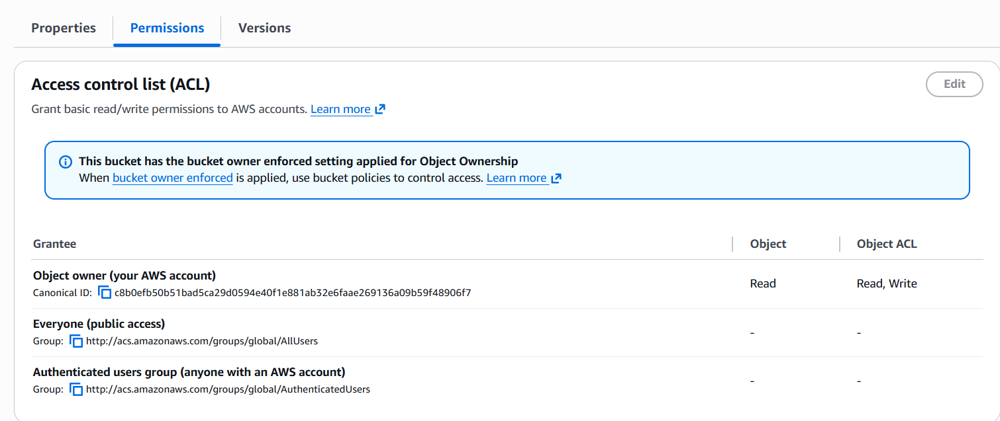 Properties
Permissions
Versions
Access control list (ACL)
Edit
Grant basic read/write permissions to AWS accounts. Learn more
This bucket has the bucket owner enforced setting applied for Object Ownership
When bucket owner enforced is applied, use bucket policies to control access. Learn more
Grantee
Object
Object ACL
Object owner (your AWS account)
Canonical ID: c8b0efb50b51bad5ca29d0594e40f1e881ab32e6faae269136a09b59f48906f7
Read
Read, Write
Everyone (public access)
Group: http://acs.amazonaws.com/groups/global/AllUsers
-
-
Authenticated users group (anyone with an AWS account)
Group: http://acs.amazonaws.com/groups/global/AuthenticatedUsers
-
-